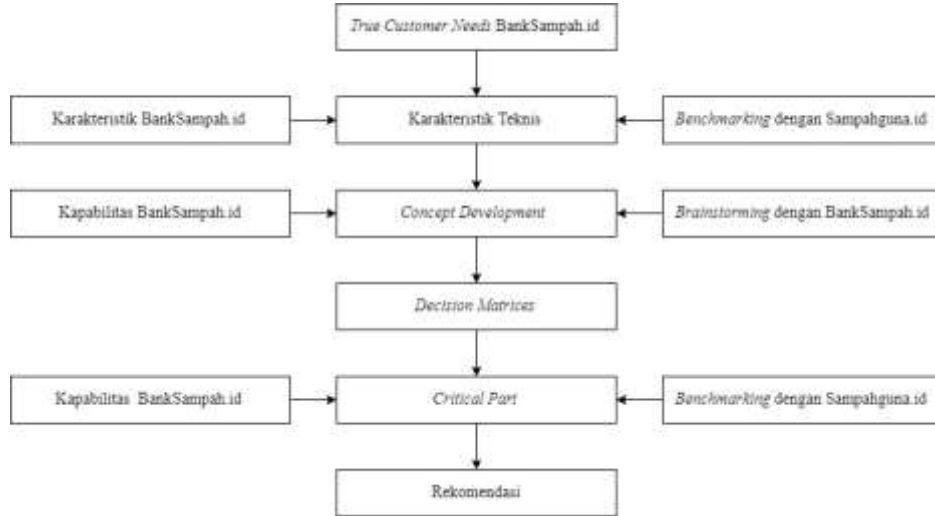 True Customer Needs BankSampah.id
Karakteristik BankSampah.id
Karakteristik Teknis
Benchmarking dengan Sampahguna.id
Kapabilitas BankSampah.id
Concept Development
Brainstorming dengan BankSampah.id
Decision Matrices
Kapabilitas BankSampah.id
Critical Part
Benchmarking dengan Sampahguna.id
Rekomendasi